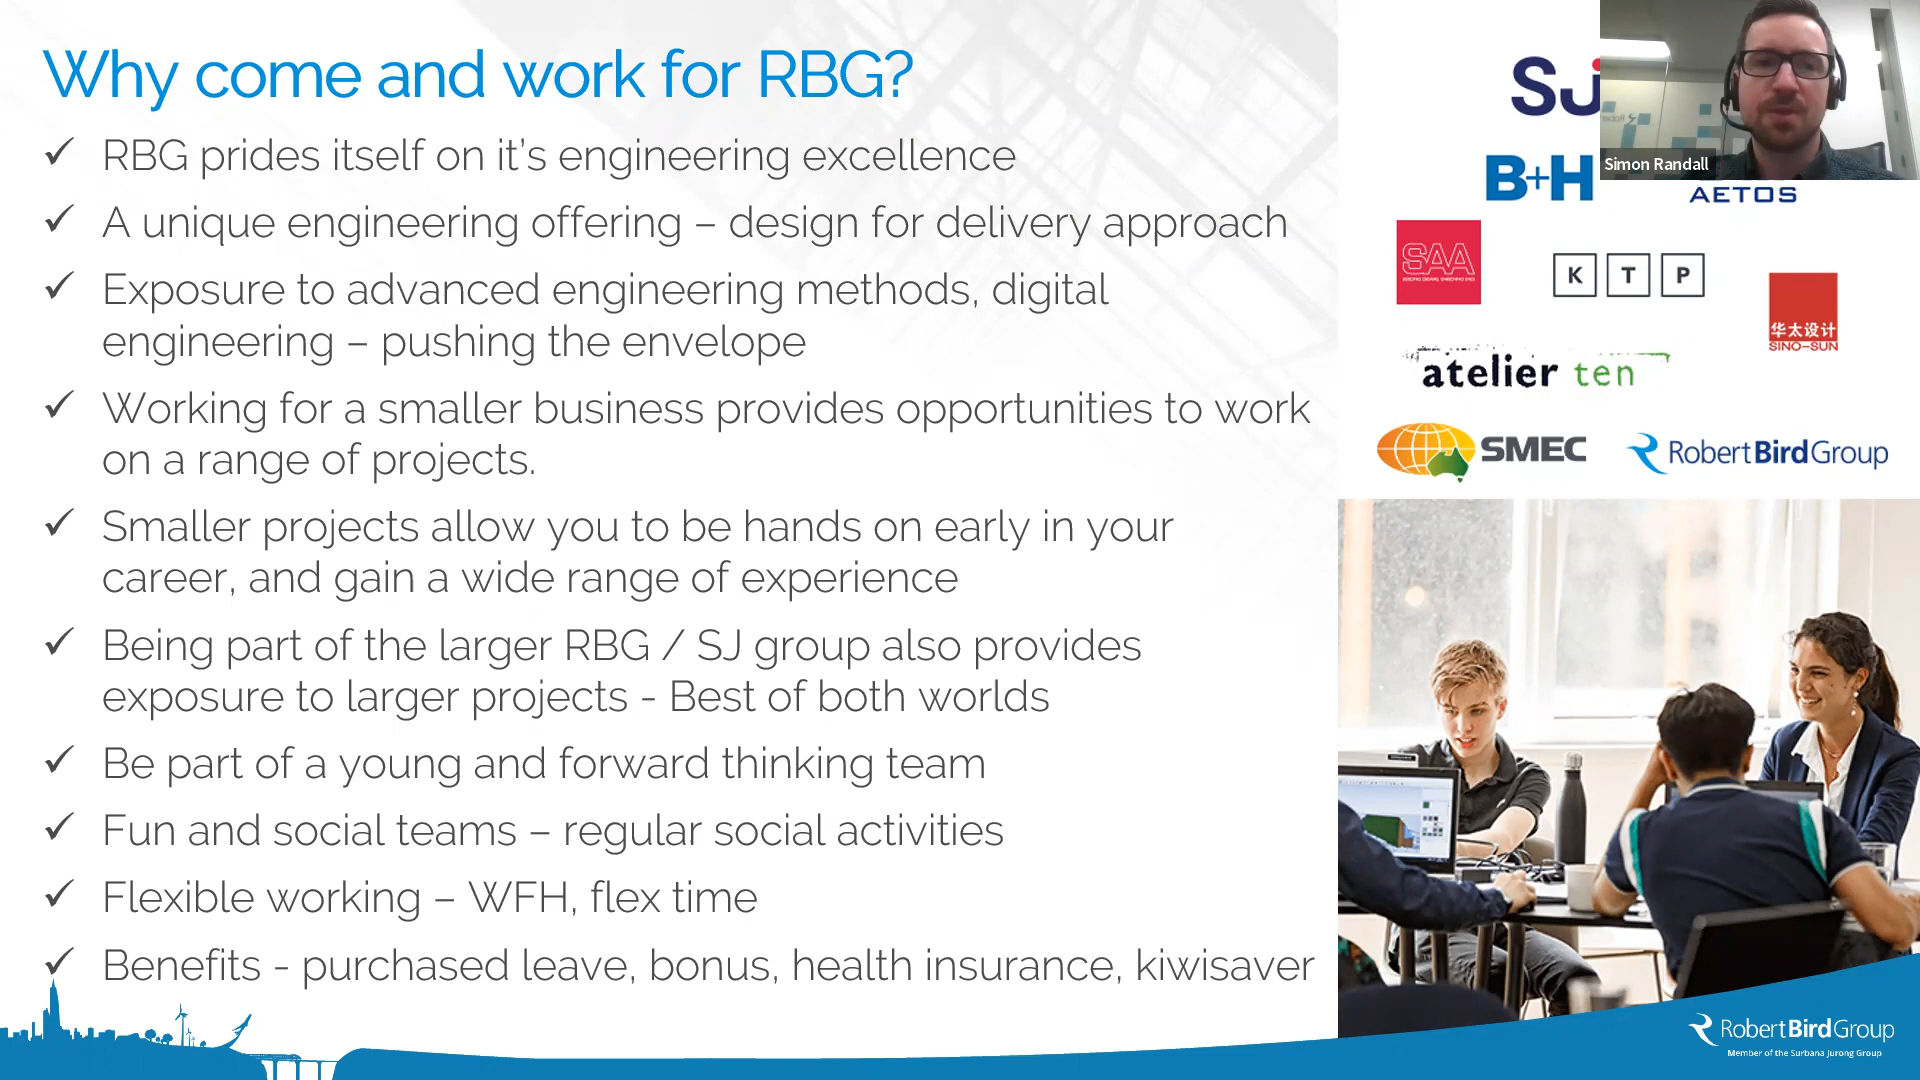 Why come and work for RBG?
✓ RBG prides itself on it's engineering excellence
✓ A unique engineering offering – design for delivery approach
✓ Exposure to advanced engineering methods, digital
engineering – pushing the envelope
✓ Working for a smaller business provides opportunities to work
on a range of projects.
✓ Smaller projects allow you to be hands on early in your
career, and gain a wide range of experience
✓ Being part of the larger RBG / SJ group also provides
exposure to larger projects - Best of both worlds
✓ Be part of a young and forward thinking team
✓ Fun and social teams – regular social activities
✓ Flexible working – WFH, flex time
✓ Benefits - purchased leave, bonus, health insurance, kiwisaver
SJ
Simon Randall
B+H
AETOS
SAA
KTP
华太设计
SINO-SUN
atelier ten
SMEC
RobertBirdGroup
RobertBirdGroup
Member of the Surbana Jurong Group